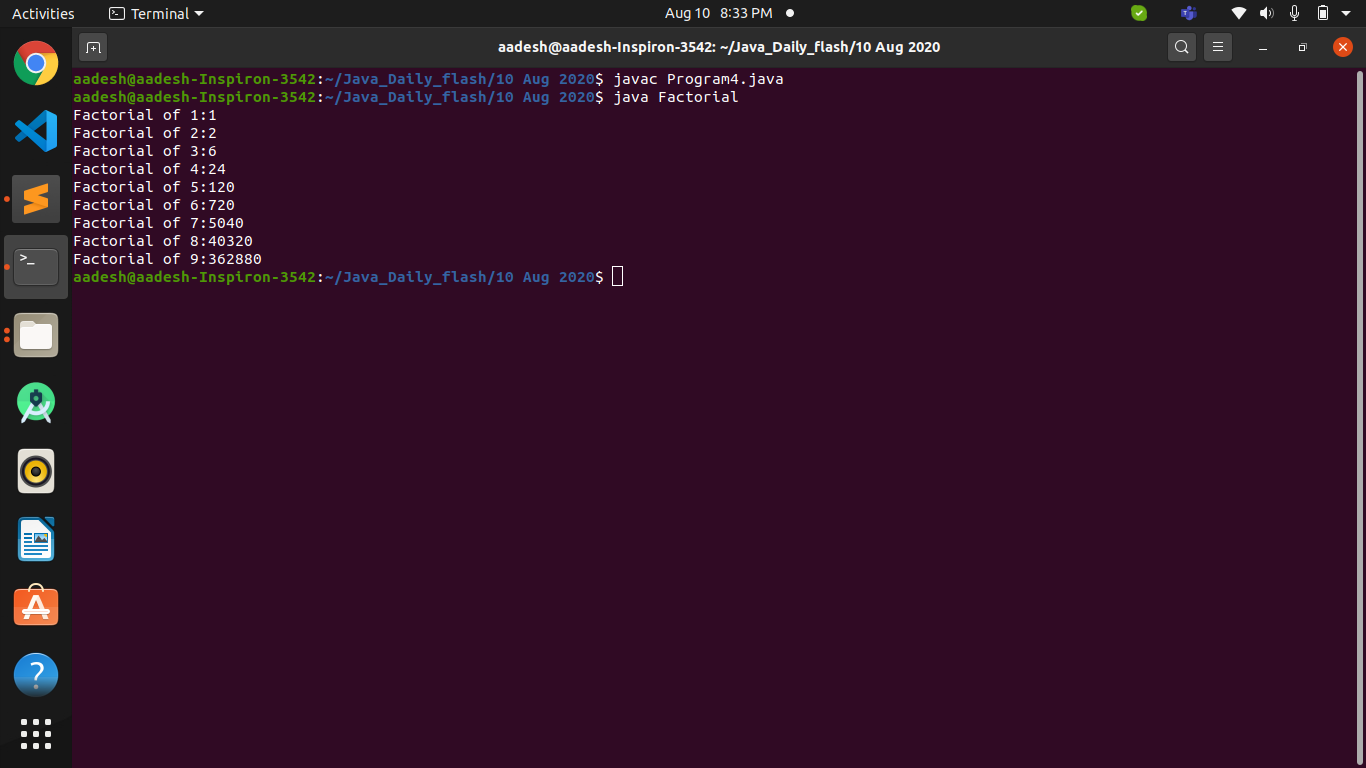 Activities Terminal Aug 10 8:33 PM
aadesh@aadesh-Inspiron-3542: ~/Java_Daily_flash/10 Aug 2020
aadesh@aadesh-Inspiron-3542:~/Java_Daily_flash/10 Aug 2020$ javac Program4.java
aadesh@aadesh-Inspiron-3542:~/Java_Daily_flash/10 Aug 2020$ java Factorial
Factorial of 1:1
Factorial of 2:2
Factorial of 3:6
Factorial of 4:24
Factorial of 5:120
Factorial of 6:720
Factorial of 7:5040
Factorial of 8:40320
Factorial of 9:362880
aadesh@aadesh-Inspiron-3542:~/Java_Daily_flash/10 Aug 2020$